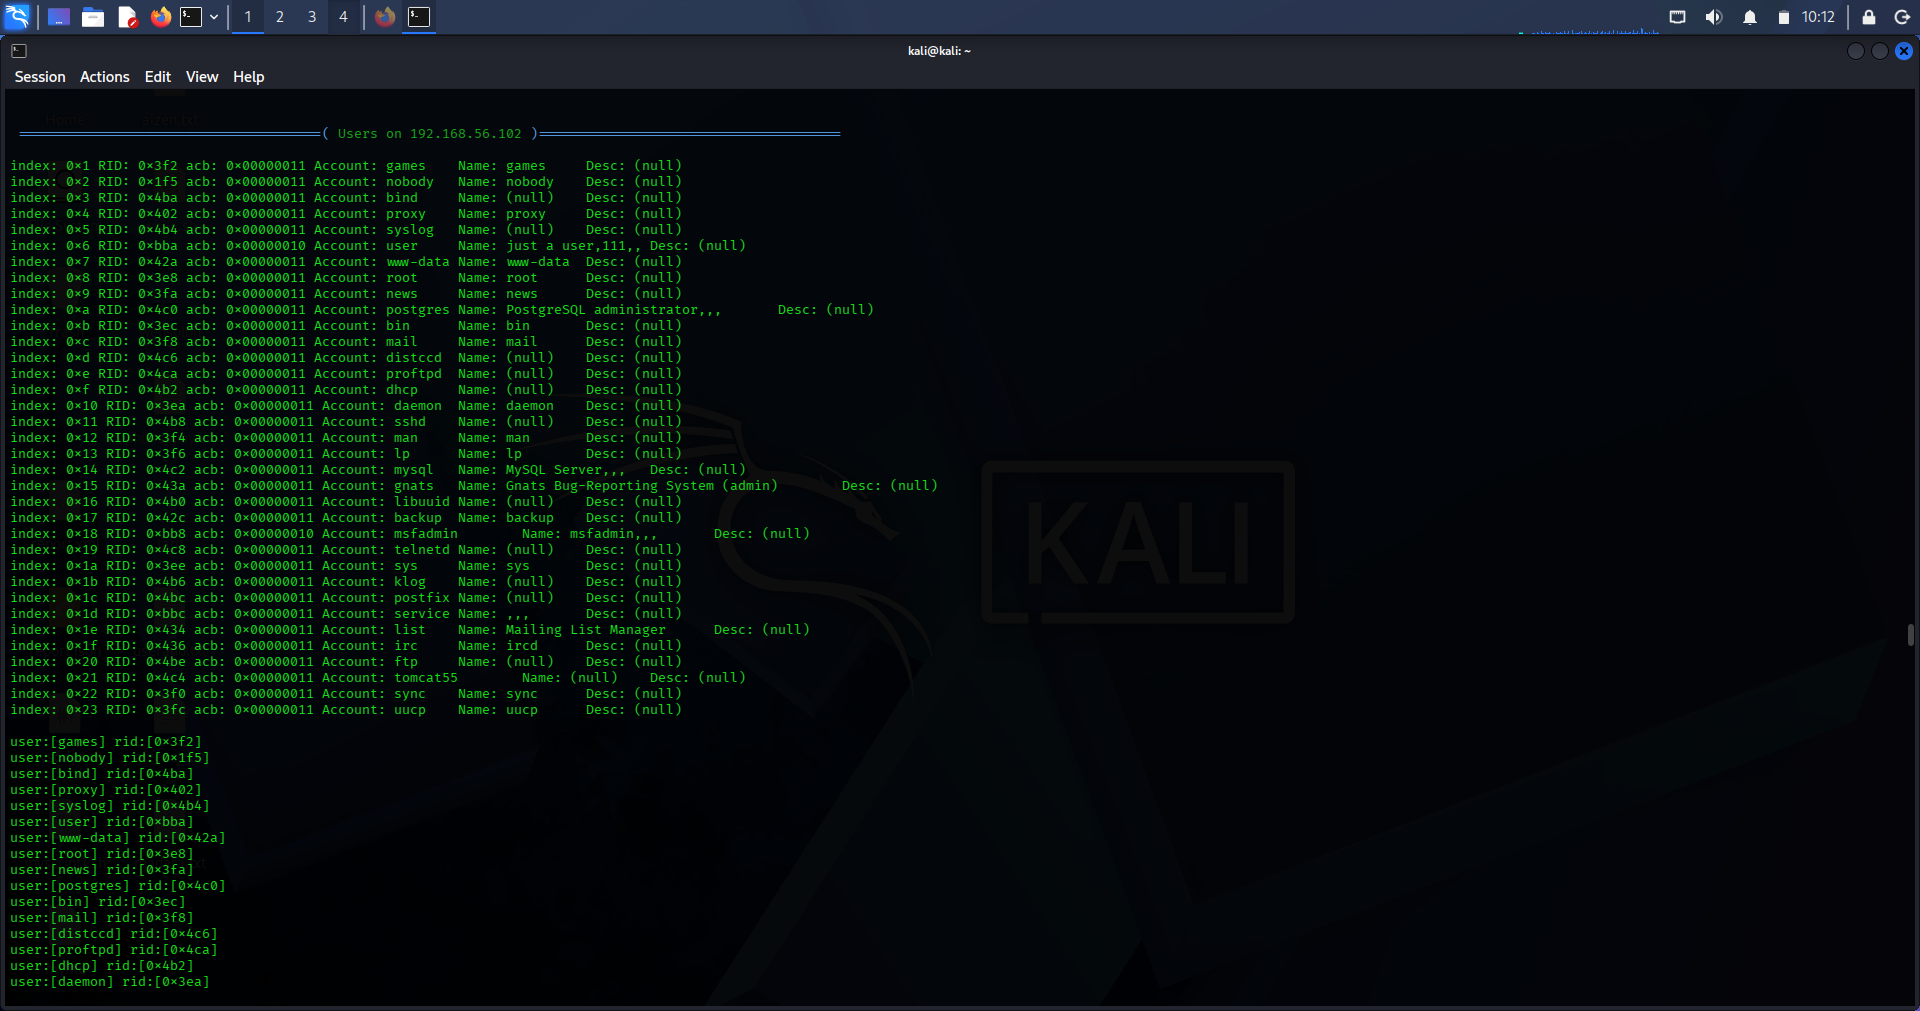 1 2 3 4 10:12
kali@kali: ~
Session Actions Edit View Help
( Users on 192.168.56.102 )
index: 0×1 RID: 0×3f2 acb: 0×00000011 Account: games Name: games Desc: (null)
index: 0×2 RID: 0×1f5 acb: 0×00000011 Account: nobody Name: nobody Desc: (null)
index: 0×3 RID: 0×4ba acb: 0×00000011 Account: bind Name: (null) Desc: (null)
index: 0×4 RID: 0×402 acb: 0×00000011 Account: proxy Name: proxy Desc: (null)
index: 0×5 RID: 0×4b4 acb: 0×00000011 Account: syslog Name: (null) Desc: (null)
index: 0×6 RID: 0×bba acb: 0×00000010 Account: user Name: just a user,111,, Desc: (null)
index: 0×7 RID: 0×42a acb: 0×00000011 Account: www-data Name: www-data Desc: (null)
index: 0×8 RID: 0×3e8 acb: 0×00000011 Account: root Name: root Desc: (null)
index: 0×9 RID: 0×3fa acb: 0×00000011 Account: news Name: news Desc: (null)
index: 0×a RID: 0×4c0 acb: 0×00000011 Account: postgres Name: PostgreSQL administrator,,, Desc: (null)
index: 0×b RID: 0×3ec acb: 0×00000011 Account: bin Name: bin Desc: (null)
index: 0×c RID: 0×3f8 acb: 0×00000011 Account: mail Name: mail Desc: (null)
index: 0×d RID: 0×4c6 acb: 0×00000011 Account: distccd Name: (null) Desc: (null)
index: 0×e RID: 0×4ca acb: 0×00000011 Account: proftpd Name: (null) Desc: (null)
index: 0×f RID: 0×4b2 acb: 0×00000011 Account: dhcp Name: (null) Desc: (null)
index: 0×10 RID: 0×3ea acb: 0×00000011 Account: daemon Name: daemon Desc: (null)
index: 0×11 RID: 0×4b8 acb: 0×00000011 Account: sshd Name: (null) Desc: (null)
index: 0×12 RID: 0×3f4 acb: 0×00000011 Account: man Name: man Desc: (null)
index: 0×13 RID: 0×3f6 acb: 0×00000011 Account: lp Name: lp Desc: (null)
index: 0×14 RID: 0×4c2 acb: 0×00000011 Account: mysql Name: MySQL Server,,, Desc: (null)
index: 0×15 RID: 0×43a acb: 0×00000011 Account: gnats Name: Gnats Bug-Reporting System (admin) Desc: (null)
index: 0×16 RID: 0×4b0 acb: 0×00000011 Account: libuuid Name: (null) Desc: (null)
index: 0×17 RID: 0×42c acb: 0×00000011 Account: backup Name: backup Desc: (null)
index: 0×18 RID: 0×bb8 acb: 0×00000010 Account: msfadmin Name: msfadmin,,, Desc: (null)
index: 0×19 RID: 0×4c8 acb: 0×00000011 Account: telnetd Name: (null) Desc: (null)
index: 0×1a RID: 0×3ee acb: 0×00000011 Account: sys Name: sys Desc: (null)
index: 0×1b RID: 0×4b6 acb: 0×00000011 Account: klog Name: (null) Desc: (null)
index: 0×1c RID: 0×4bc acb: 0×00000011 Account: postfix Name: (null) Desc: (null)
index: 0×1d RID: 0×bbc acb: 0×00000011 Account: service Name: ,,, Desc: (null)
index: 0×1e RID: 0×434 acb: 0×00000011 Account: list Name: Mailing List Manager Desc: (null)
index: 0×1f RID: 0×436 acb: 0×00000011 Account: irc Name: ircd Desc: (null)
index: 0×20 RID: 0×4be acb: 0×00000011 Account: ftp Name: (null) Desc: (null)
index: 0×21 RID: 0×4c4 acb: 0×00000011 Account: tomcat55 Name: (null) Desc: (null)
index: 0×22 RID: 0×3f0 acb: 0×00000011 Account: sync Name: sync Desc: (null)
index: 0×23 RID: 0×3fc acb: 0×00000011 Account: uucp Name: uucp Desc: (null)
user:[games] rid:[0×3f2]
user:[nobody] rid:[0×1f5]
user:[bind] rid:[0×4ba]
user:[proxy] rid:[0×402]
user:[syslog] rid:[0×4b4]
user:[user] rid:[0×bba]
user:[www-data] rid:[0×42a]
user:[root] rid:[0×3e8]
user:[news] rid:[0×3fa]
user:[postgres] rid:[0×4c0]
user:[bin] rid:[0×3ec]
user:[mail] rid:[0×3f8]
user:[distccd] rid:[0×4c6]
user:[proftpd] rid:[0×4ca]
user:[dhcp] rid:[0×4b2]
user:[daemon] rid:[0×3ea]
KALI